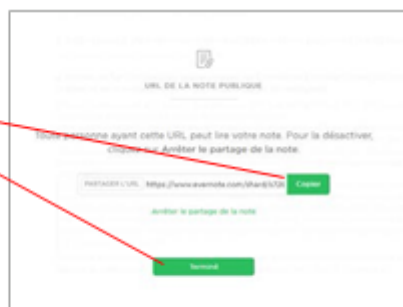 URL DE LA NOTE PUBLIQUE
Toute personne ayant cette URL peut lire votre note. Pour la désactiver,
cliquez sur Arrêter le partage de la note.
PARTAGER L'URL https://www.evernote.com/shard/s72 Copier
Arrêter le partage de la note
Terminé